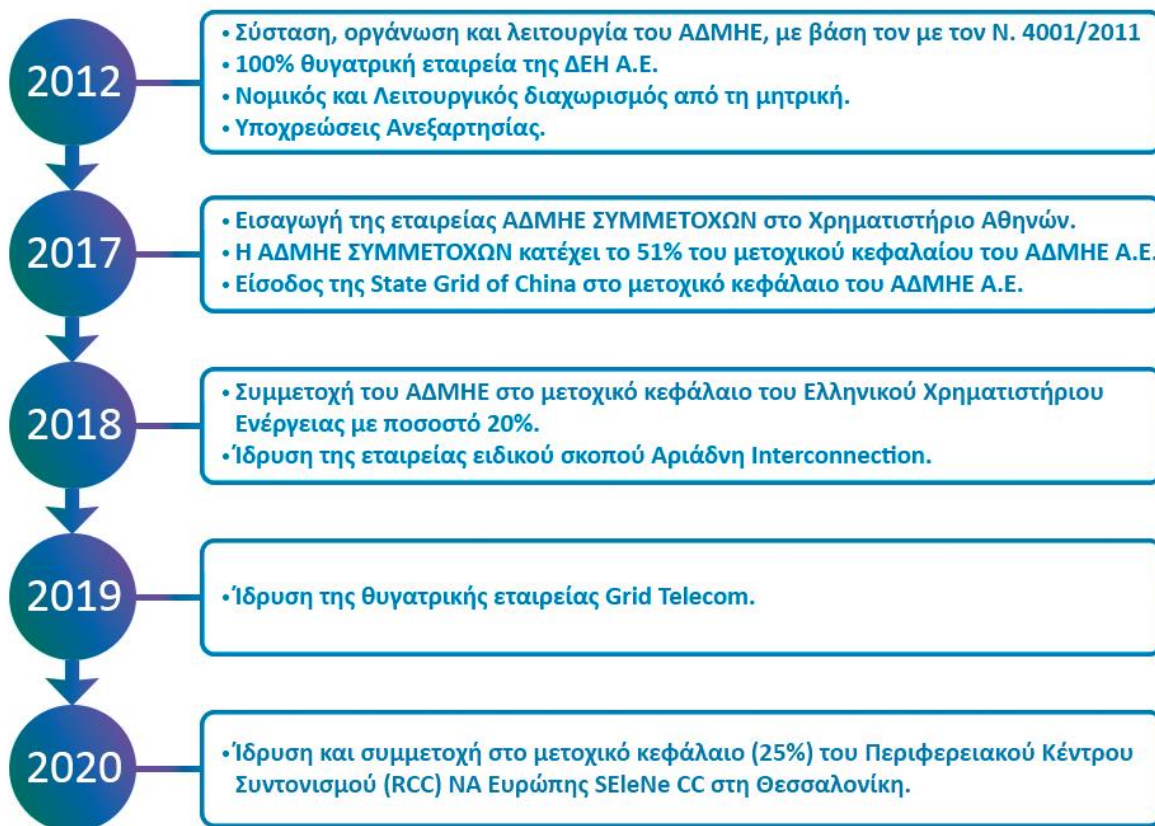 2012
• Σύσταση, οργάνωση και λειτουργία του ΑΔΜΗΕ, με βάση τον με τον Ν. 4001/2011
• 100% θυγατρική εταιρεία της ΔΕΗ Α.Ε.
• Νομικός και Λειτουργικός διαχωρισμός από τη μητρική.
• Υποχρεώσεις Ανεξαρτησίας.
2017
• Εισαγωγή της εταιρείας ΑΔΜΗΕ ΣΥΜΜΕΤΟΧΩΝ στο Χρηματιστήριο Αθηνών.
• Η ΑΔΜΗΕ ΣΥΜΜΕΤΟΧΩΝ κατέχει το 51% του μετοχικού κεφαλαίου του ΑΔΜΗΕ Α.Ε.
• Είσοδος της State Grid of China στο μετοχικό κεφάλαιο του ΑΔΜΗΕ Α.Ε.
2018
• Συμμετοχή του ΑΔΜΗΕ στο μετοχικό κεφάλαιο του Ελληνικού Χρηματιστήριου
Ενέργειας με ποσοστό 20%.
• Ίδρυση της εταιρείας ειδικού σκοπού Αριάδνη Interconnection.
2019
• Ίδρυση της θυγατρικής εταιρείας Grid Telecom.
2020
• Ίδρυση και συμμετοχή στο μετοχικό κεφάλαιο (25%) του Περιφερειακού Κέντρου
Συντονισμού (RCC) ΝΑ Ευρώπης SEleNe CC στη Θεσσαλονίκη.